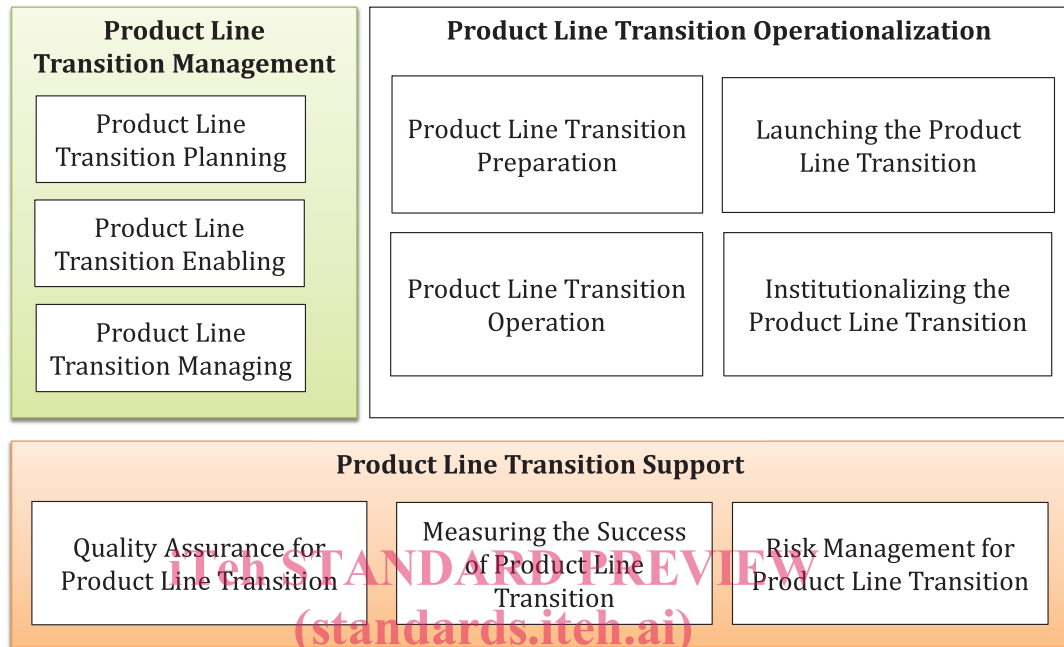 Product Line
Transition Management
Product Line
Transition Planning
Product Line
Transition Enabling
Product Line
Transition Managing
Product Line Transition Operationalization
Product Line Transition
Preparation
Launching the Product
Line Transition
Product Line Transition
Operation
Institutionalizing the
Product Line Transition
Product Line Transition Support
Quality Assurance for
Product Line Transition
Measuring the Success
of Product Line
Transition
Risk Management for
Product Line Transition
iTeh STANDARD PREVIEW
(standards.iteh.ai)